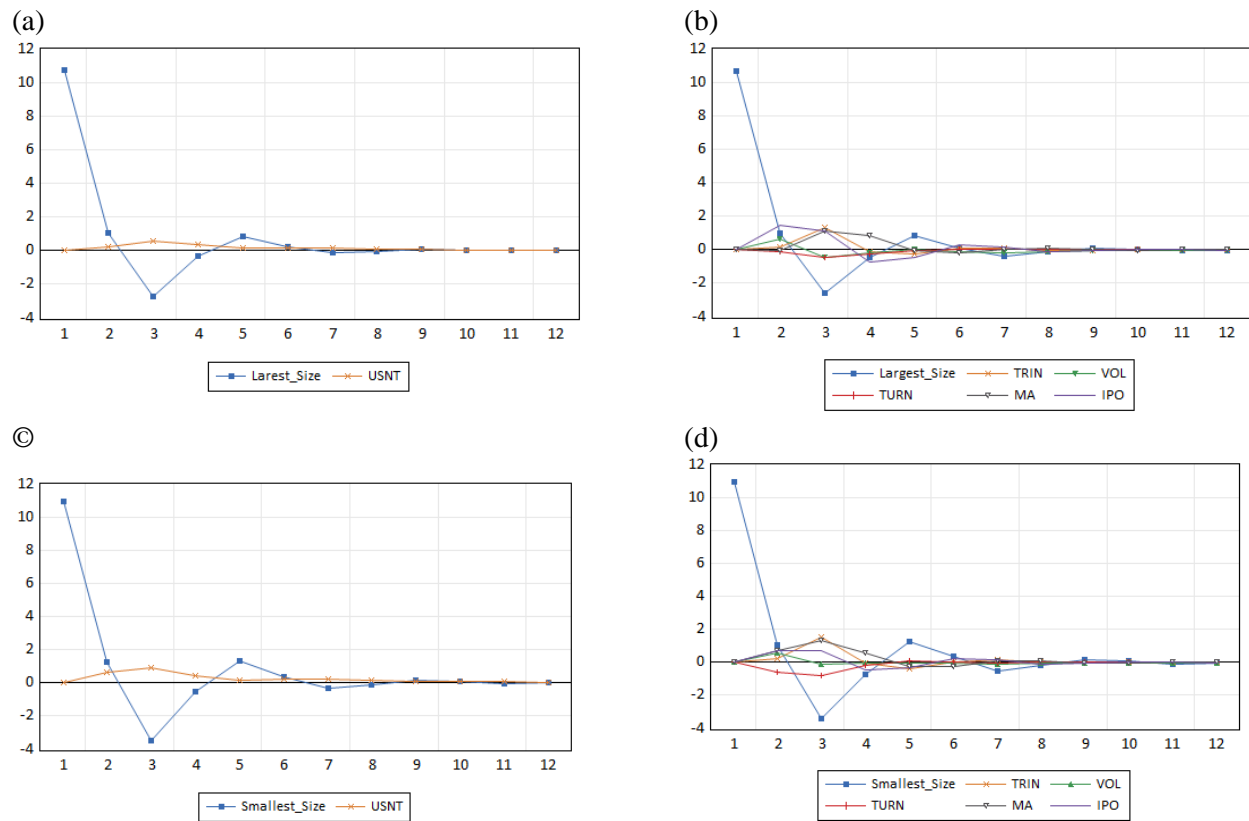 (a)
12
10
8
6
4
2
0
-2
-4
1 2 3 4 5 6 7 8 9 10 11 12
Larest_Size USNT
(b)
12
10
8
6
4
2
0
-2
-4
1 2 3 4 5 6 7 8 9 10 11 12
Largest_Size TRIN VOL
TURN MA IPO
©
12
10
8
6
4
2
0
-2
-4
1 2 3 4 5 6 7 8 9 10 11 12
Smallest_Size USNT
(d)
12
10
8
6
4
2
0
-2
-4
1 2 3 4 5 6 7 8 9 10 11 12
Smallest_Size TRIN VOL
TURN MA IPO